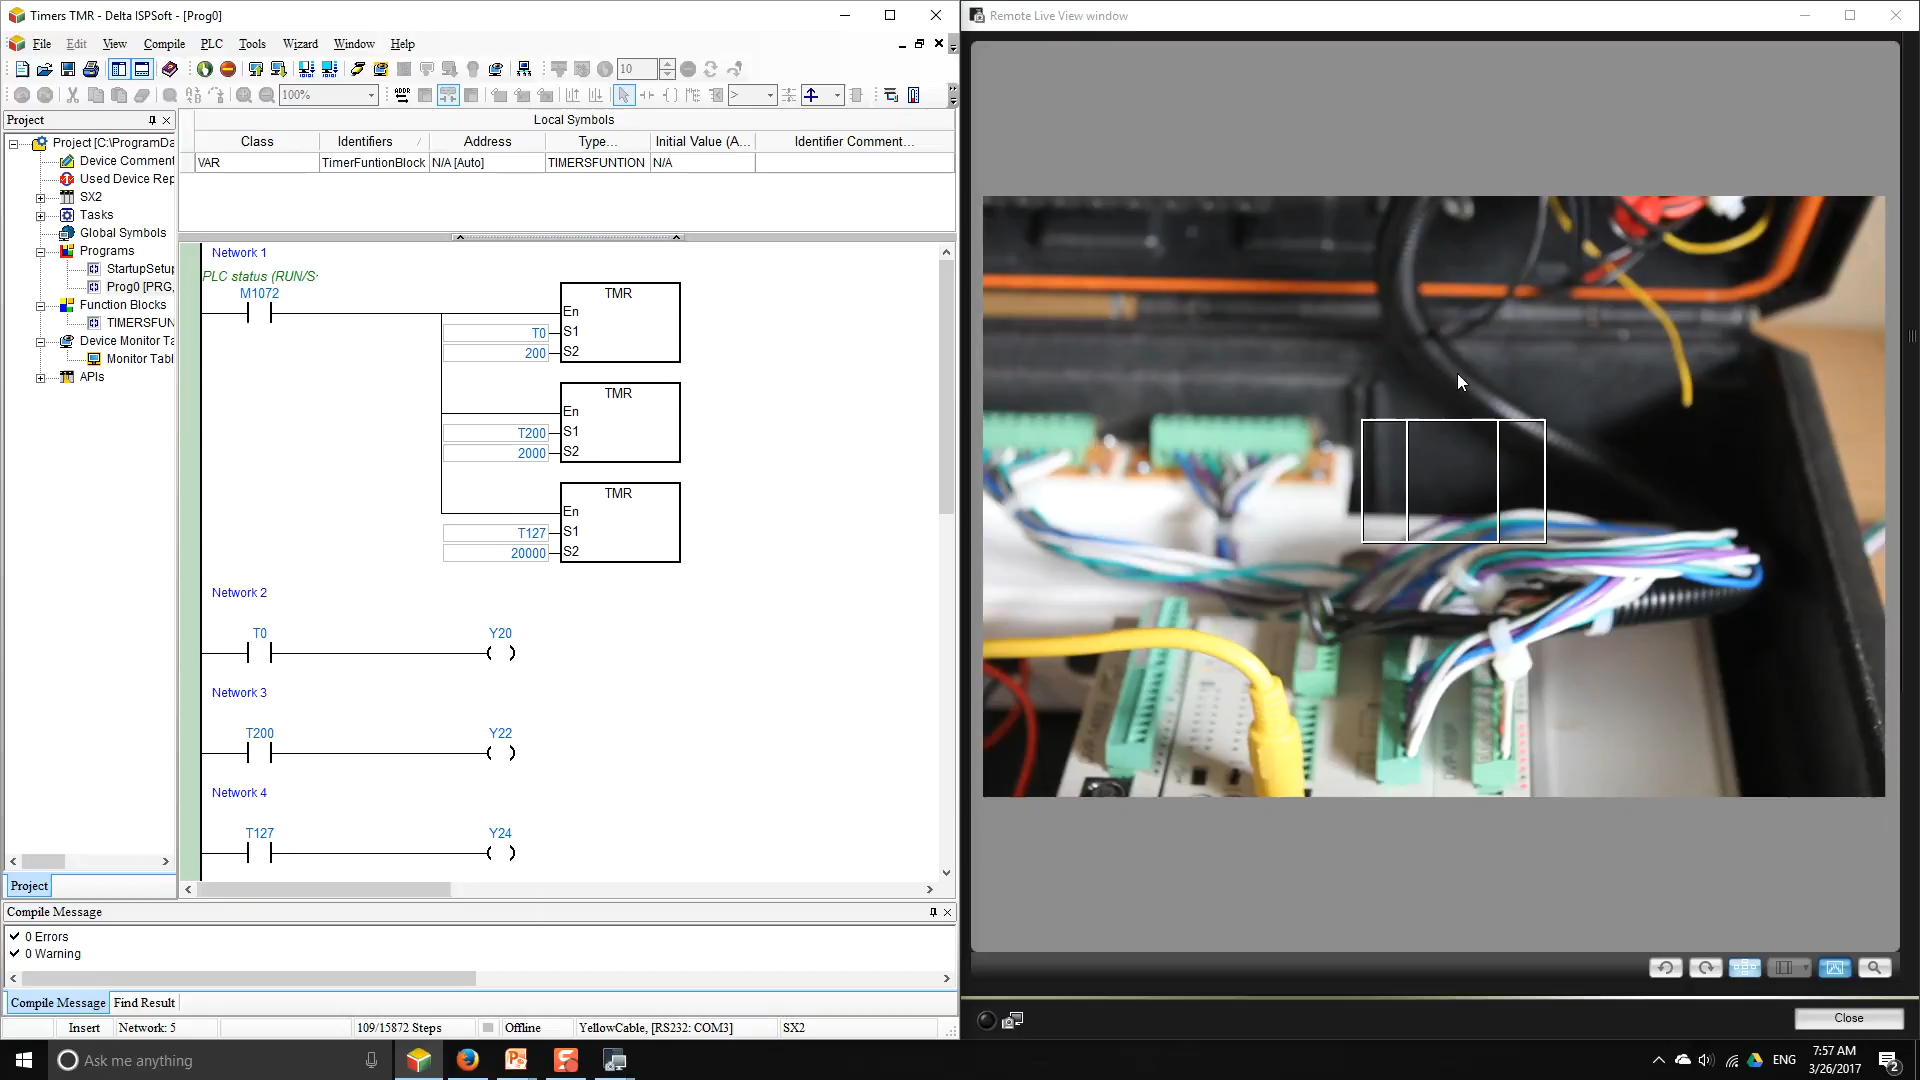 Timers TMR - Delta ISPSoft - [Prog0]
File Edit View Compile PLC Tools Wizard Window Help
10
100%
ADDR
>
Project
Project [C:\ProgramDa
Device Comment
Used Device Rep
SX2
Tasks
Global Symbols
Programs
StartupSetup
Prog0 [PRG,
Function Blocks
TIMERSFUN
Device Monitor Ta
Monitor Tabl
APIs
Project
Local Symbols
Class Identifiers Address Type... Initial Value (A... Identifier Comment...
VAR TimerFuntionBlock N/A [Auto] TIMERSFUNTION N/A
Network 1
PLC status (RUN/S
M1072
TMR
En
T0 S1
200 S2
TMR
En
T200 S1
2000 S2
TMR
En
T127 S1
20000 S2
Network 2
T0 Y20
Network 3
T200 Y22
Network 4
T127 Y24
Compile Message
0 Errors
0 Warning
Compile Message Find Result
Insert Network: 5 109/15872 Steps Offline YellowCable, [RS232: COM3] SX2
Remote Live View window
Close
Ask me anything
ENG
7:57 AM
3/26/2017
2